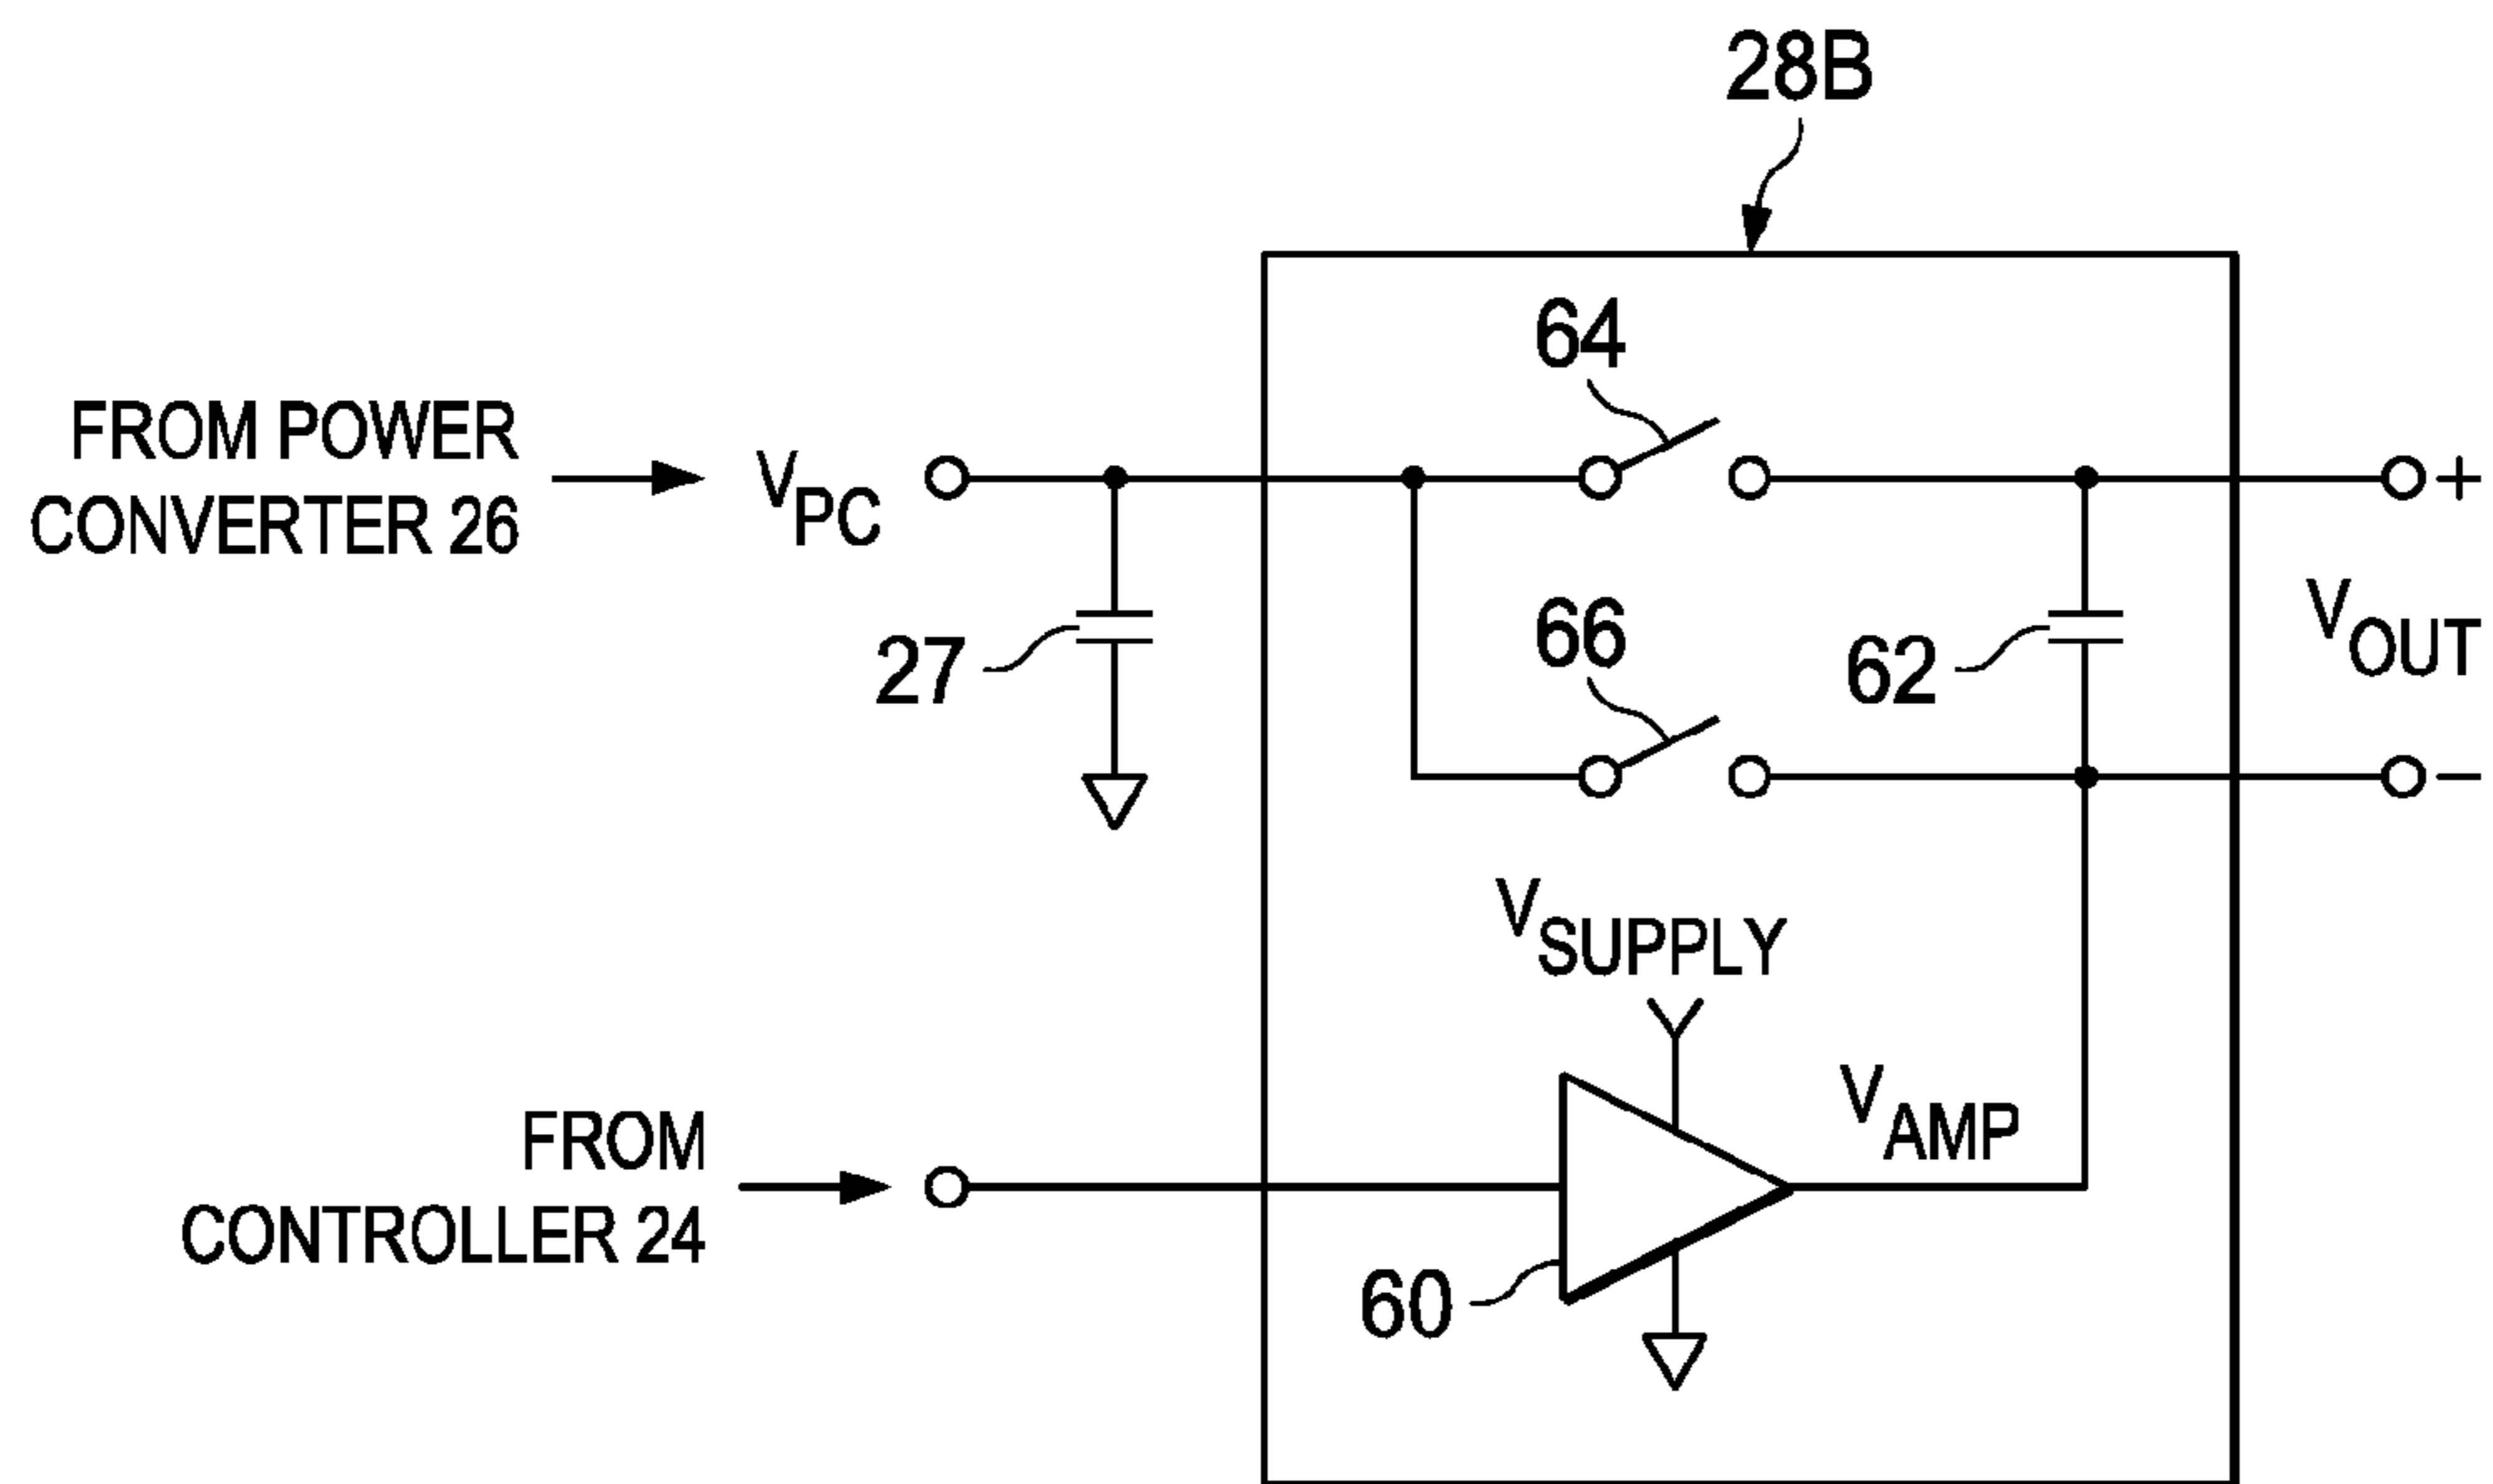 28B
64
FROM POWER
CONVERTER 26
VPC
+
66
27
62
VOUT
−
VSUPPLY
VAMP
FROM
CONTROLLER 24
60